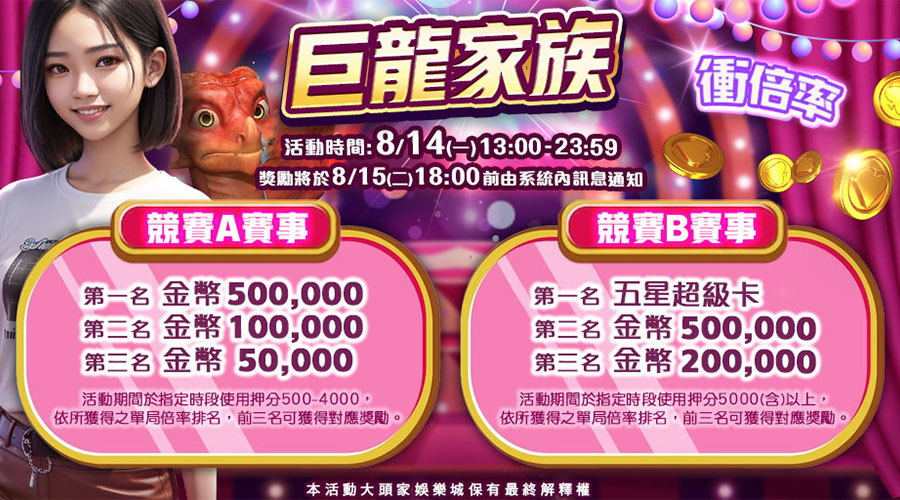 巨龍家族
衝倍率
活動時間:8/14(一)13:00-23:59
獎勵將於8/15(二)18:00前由系統內訊息通知
競賽A賽事
第一名 金幣 500,000
第二名 金幣 100,000
第三名 金幣 50,000
活動期間於指定時段使用押分500-4000，
依所獲得之單局倍率排名，前三名可獲得對應獎勵。
競賽B賽事
第一名 五星超級卡
第二名 金幣 500,000
第三名 金幣 200,000
活動期間於指定時段使用押分5000(含)以上，
依所獲得之單局倍率排名，前三名可獲得對應獎勵。
本活動大頭家娛樂城保有最終解釋權